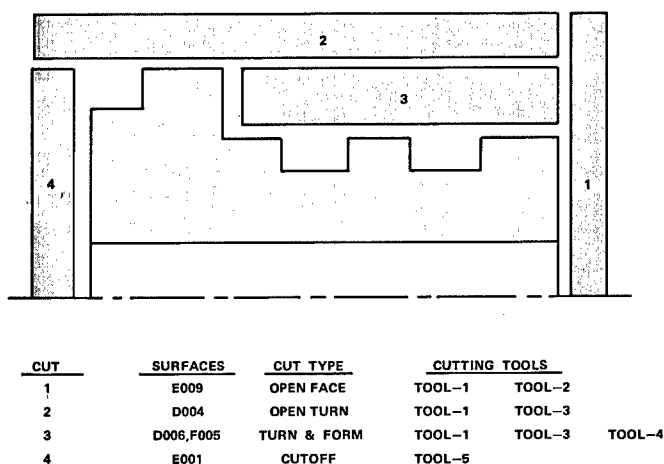 2
3
4
1
CUT SURFACES CUT TYPE CUTTING TOOLS
1 E009 OPEN FACE TOOL-1 TOOL-2
2 D004 OPEN TURN TOOL-1 TOOL-3
3 D006,F005 TURN & FORM TOOL-1 TOOL-3 TOOL-4
4 E001 CUTOFF TOOL-5